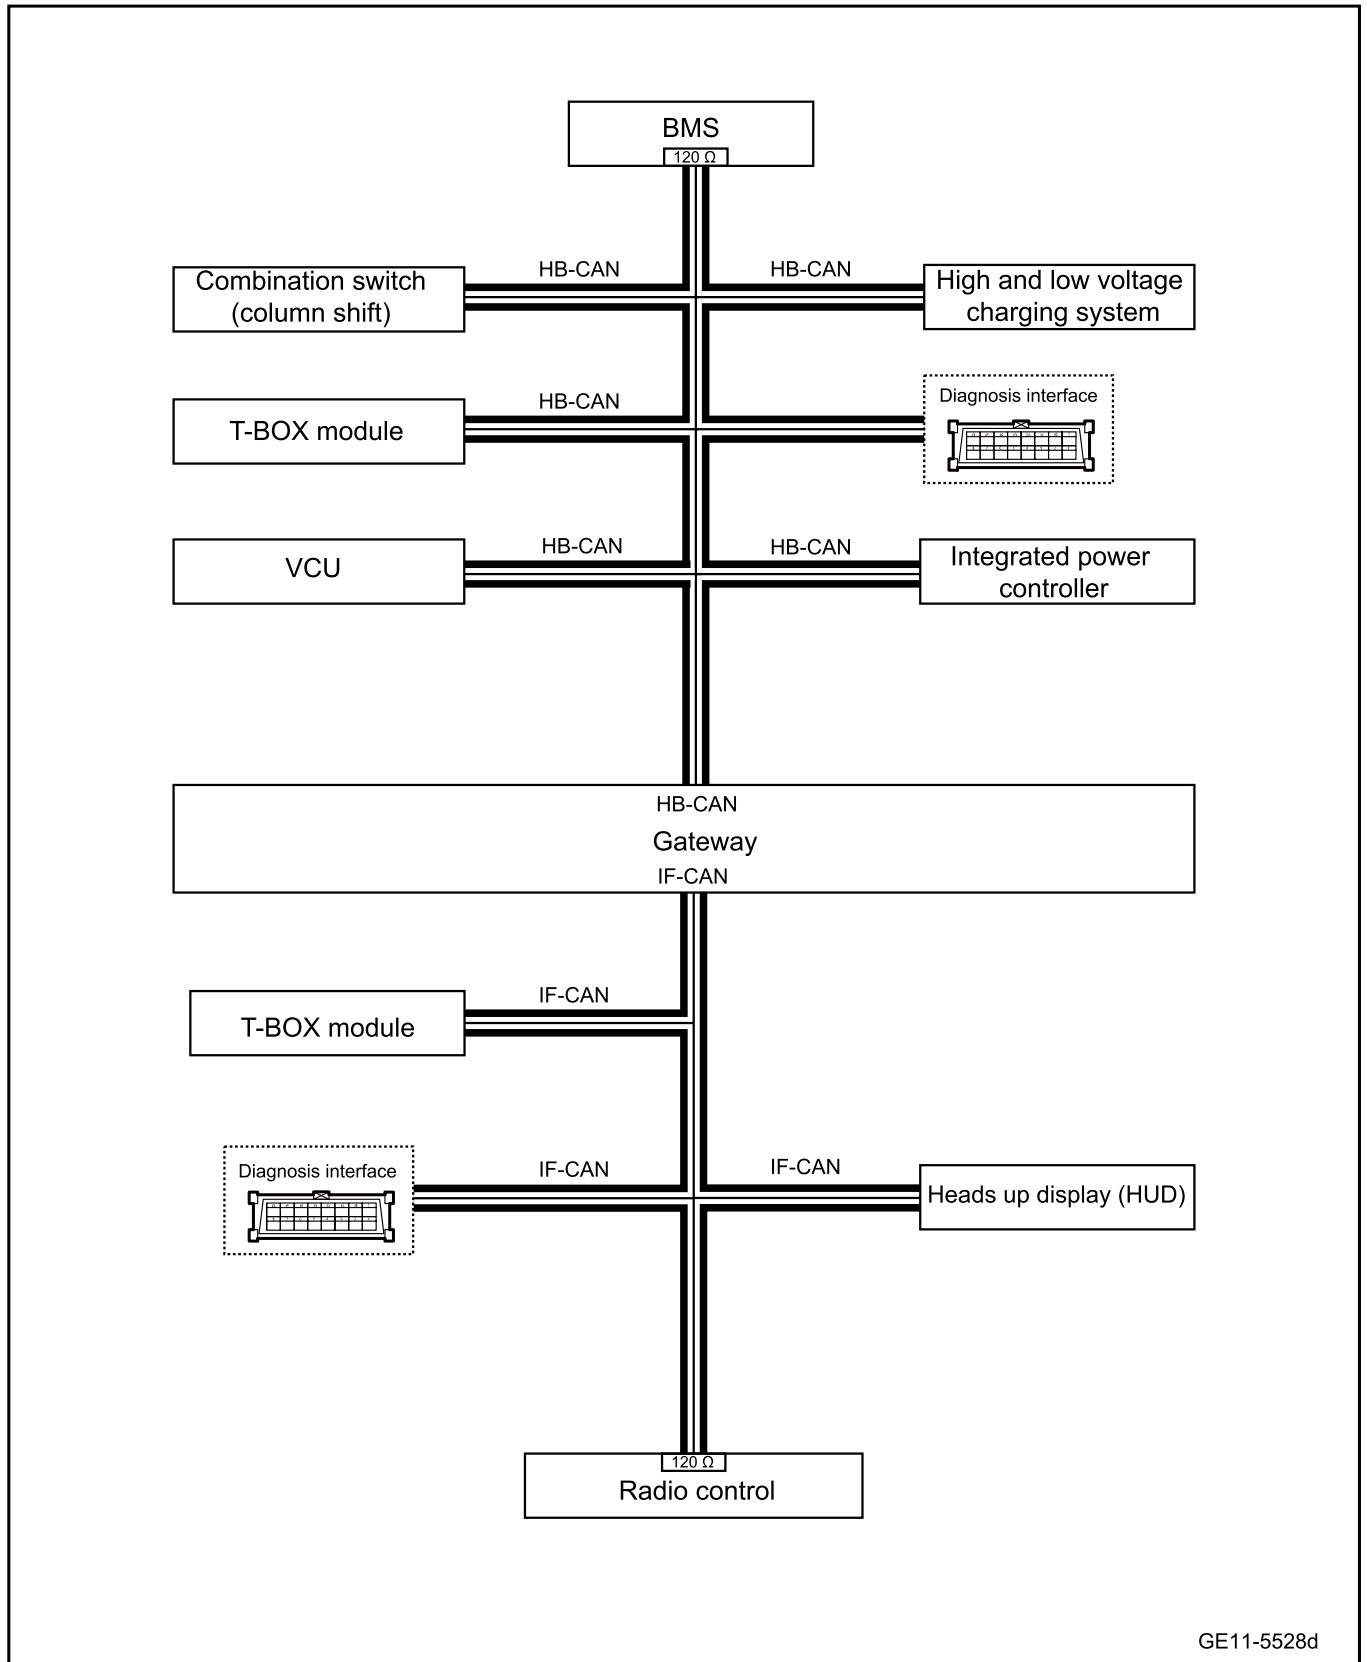 BMS
120 Ω
HB-CAN
HB-CAN
Combination switch
(column shift)
High and low voltage
charging system
HB-CAN
T-BOX module
Diagnosis interface
HB-CAN
HB-CAN
VCU
Integrated power
controller
HB-CAN
Gateway
IF-CAN
IF-CAN
T-BOX module
Diagnosis interface
IF-CAN
IF-CAN
Heads up display (HUD)
120 Ω
Radio control
GE11-5528d